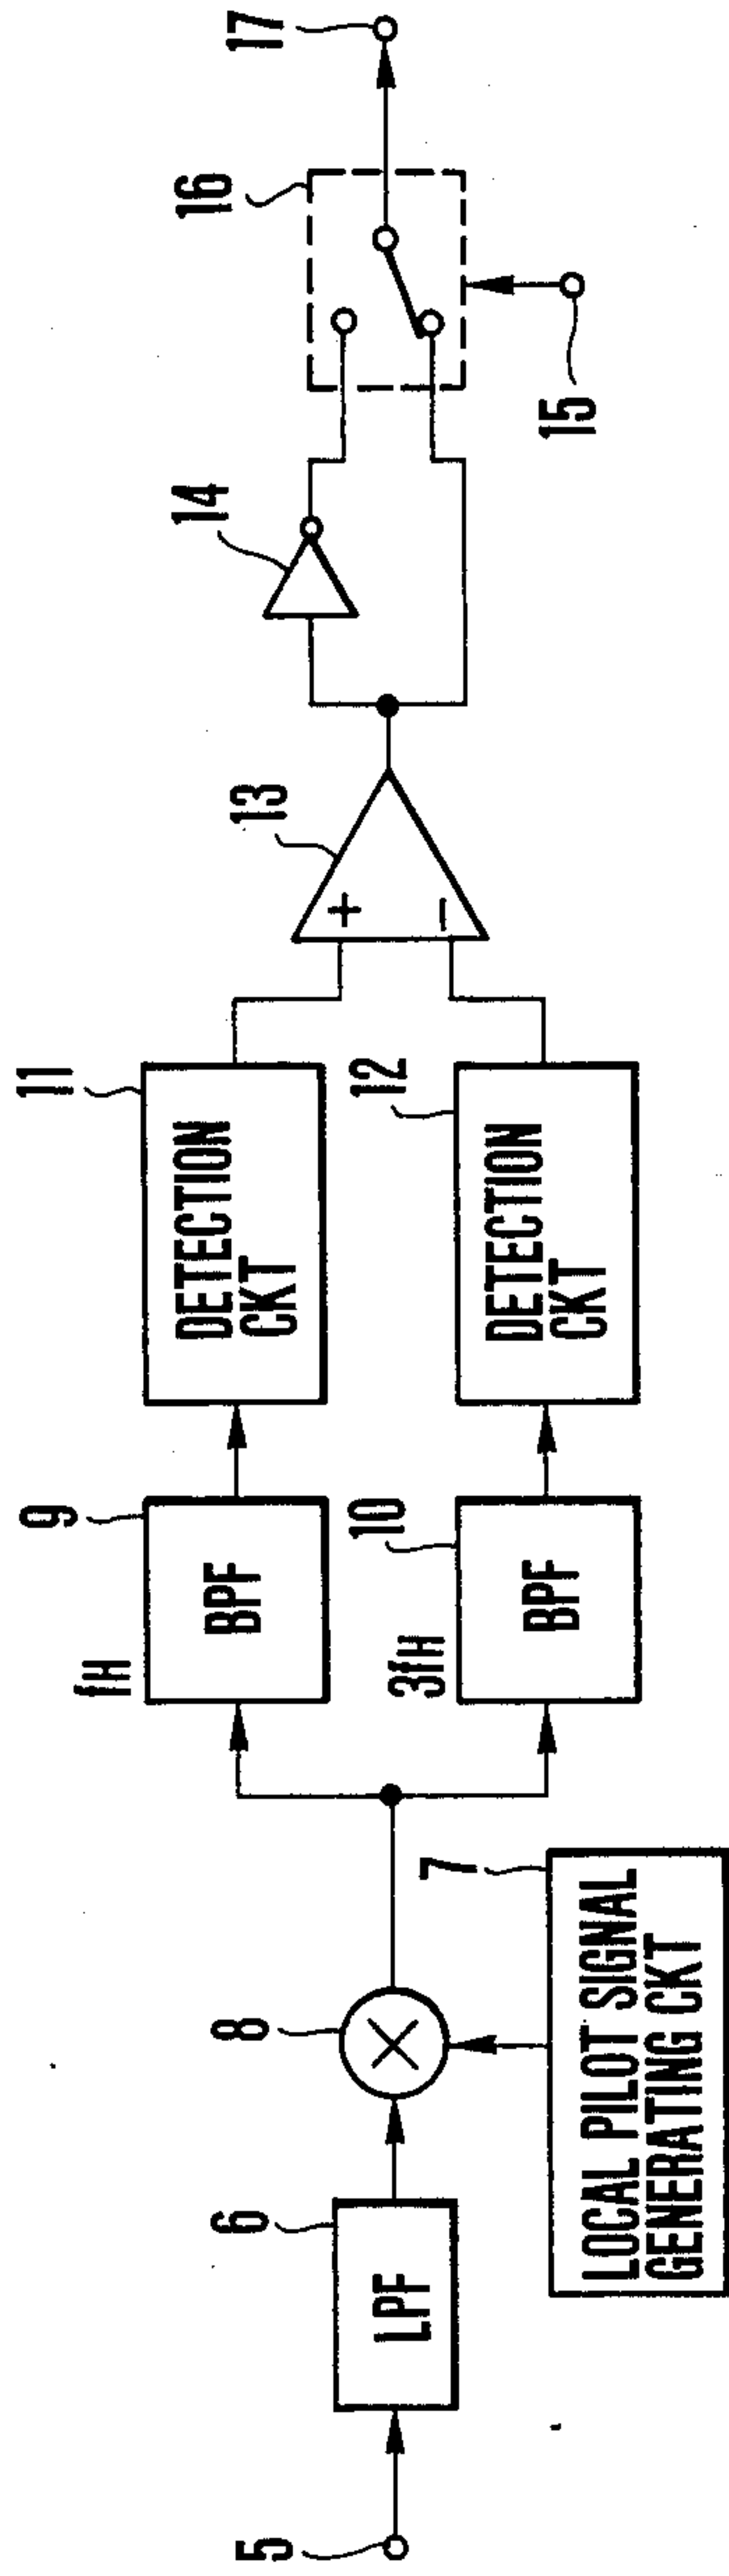 5
6
LPF
8
7
LOCAL PILOT SIGNAL
GENERATING CKT
fH
9
BPF
3fH
10
BPF
11
DETECTION
CKT
12
DETECTION
CKT
13
+
−
14
15
16
17